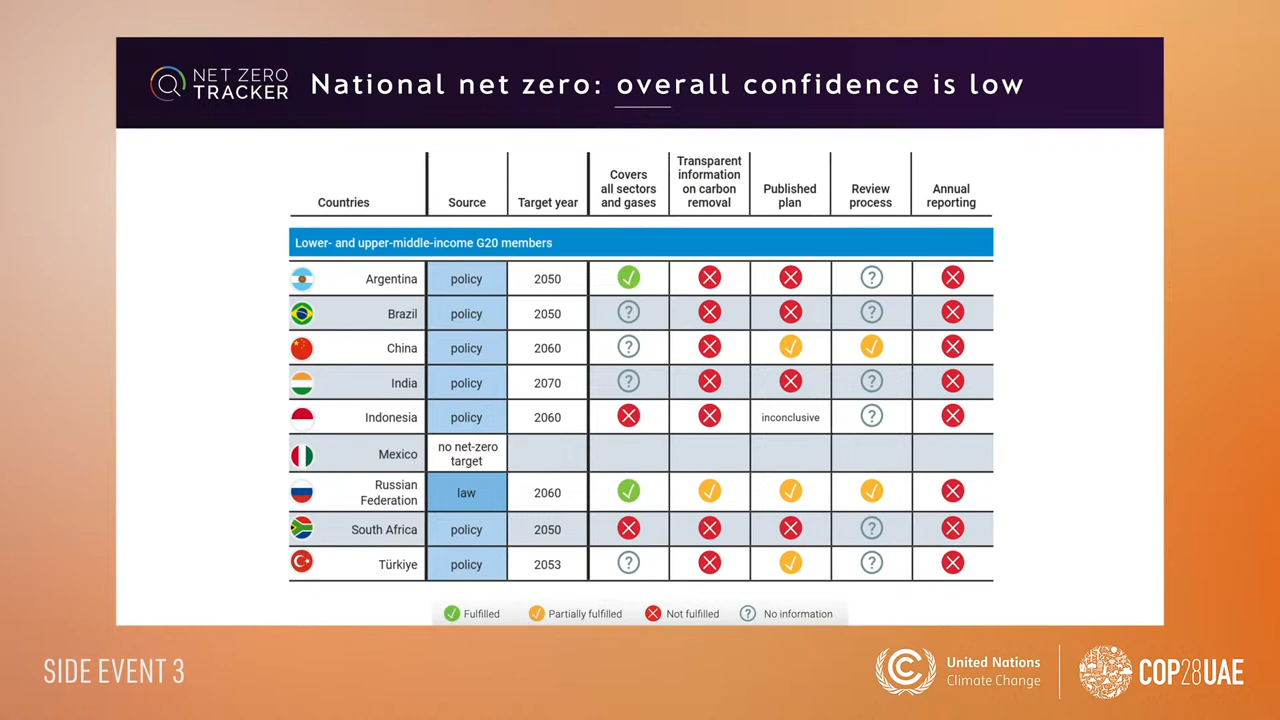 NET ZERO
TRACKER
National net zero: overall confidence is low
Countries
Source
Target year
Covers
all sectors
and gases
Transparent
information
on carbon
removal
Published
plan
Review
process
Annual
reporting
Lower- and upper-middle-income G20 members
Argentina policy 2050 ?
Brazil policy 2050 ? ?
China policy 2060 ?
India policy 2070 ? ?
Indonesia policy 2060 inconclusive ?
Mexico no net-zero
target
Russian
Federation law 2060
South Africa policy 2050 ?
Türkiye policy 2053 ? ?
Fulfilled Partially fulfilled Not fulfilled ? No information
SIDE EVENT 3
United Nations
Climate Change
COP28UAE